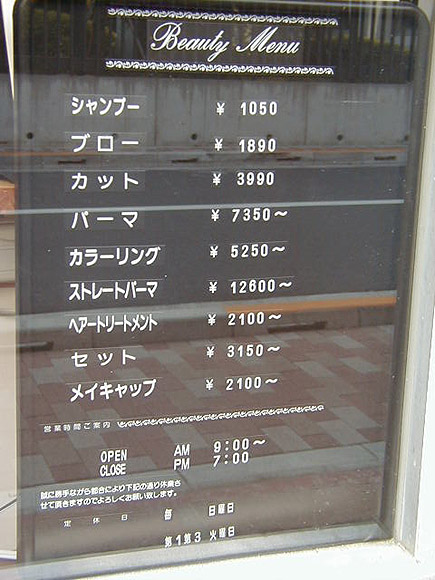 Beauty Menu
シャンプー ¥ 1050
ブロー ¥ 1890
カット ¥ 3990
パーマ ¥ 7350〜
カラーリング ¥ 5250〜
ストレートパーマ ¥ 12600〜
ヘアートリートメント ¥ 2100〜
セット ¥ 3150〜
メイキャップ ¥ 2100〜
営業時間ご案内
OPEN AM 9:00〜
CLOSE PM 7:00
誠に勝手ながら都合により下記の通り休業さ
せて頂きますのでよろしくお願い致します。
定休日 毎 日曜日
第1第3 火曜日